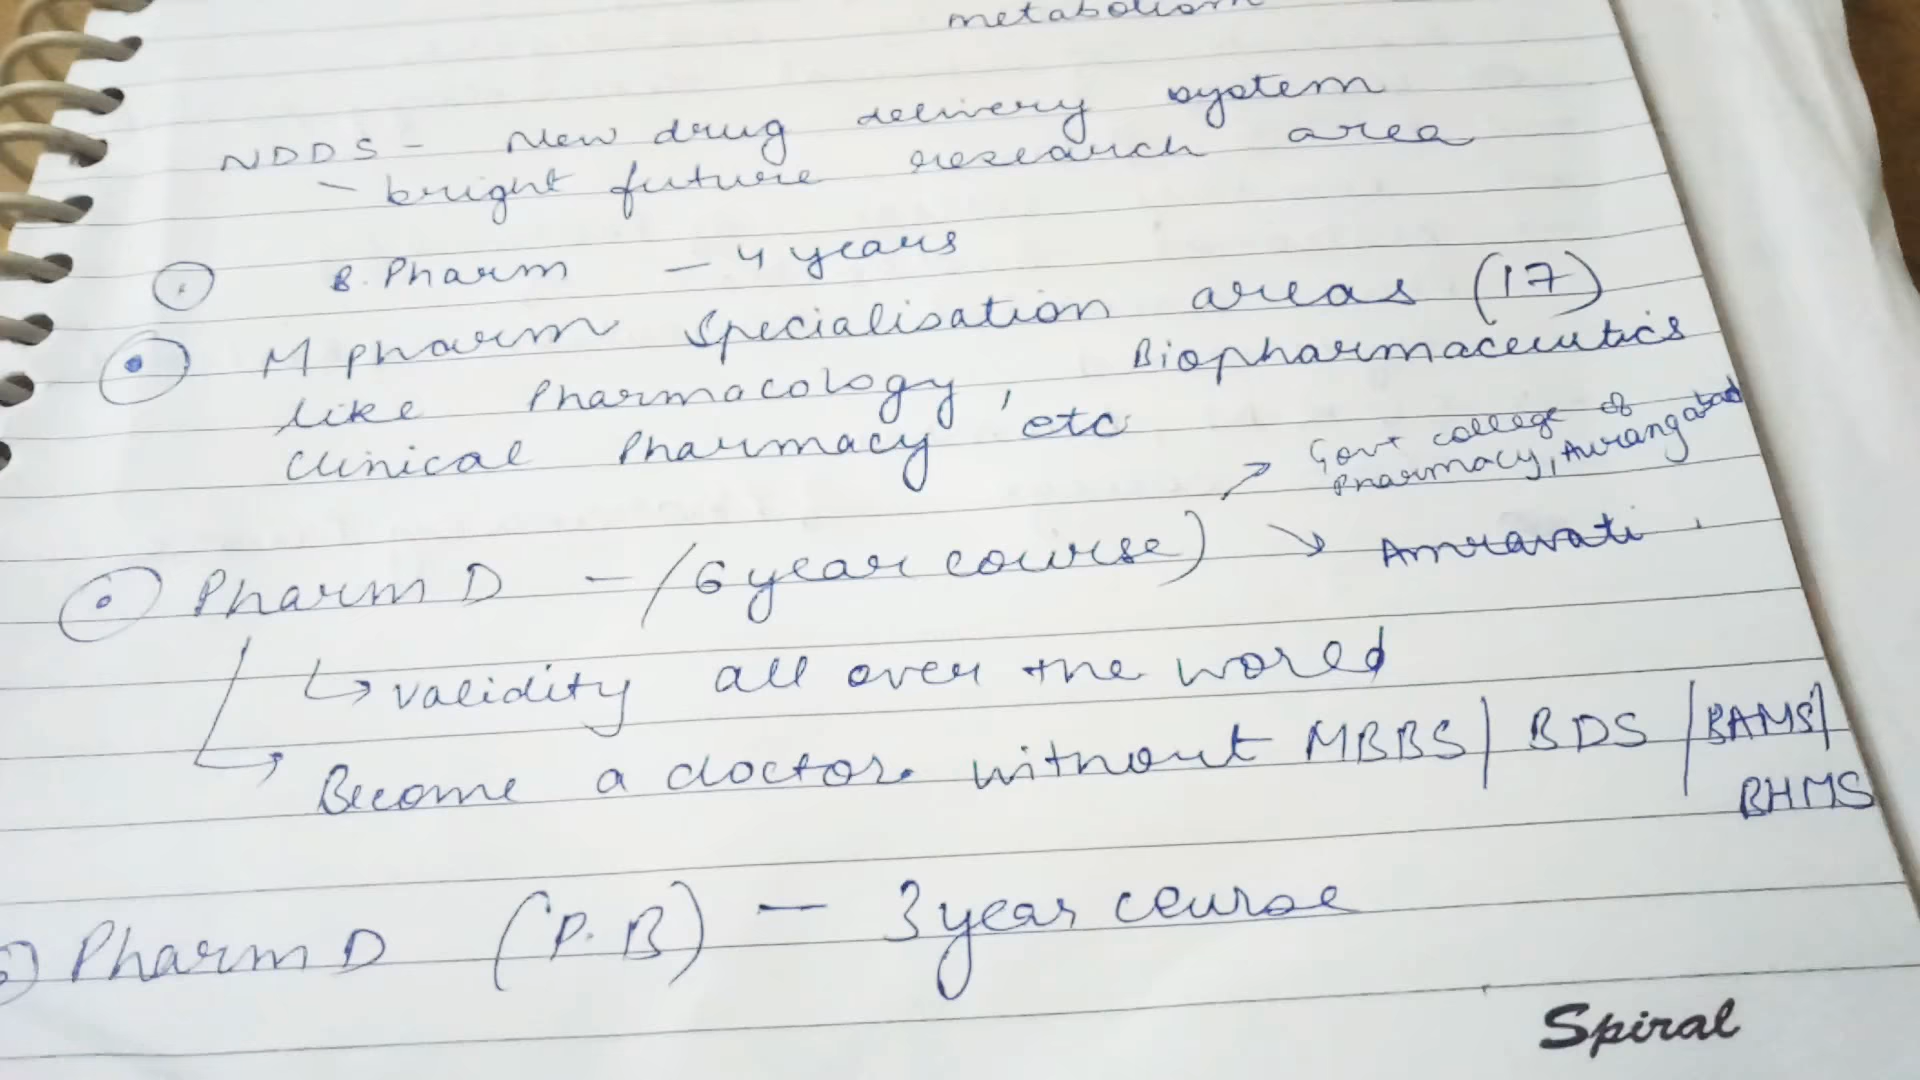 metabolism
NDDS - New drug delivery system
- bright future research area
B. Pharm - 4 years
M pharm specialisation areas (17)
like Pharmacology, Biopharmaceutics
clinical Pharmacy etc
Govt college of
Pharmacy, Aurangabad
Pharm D - (6 year course)
Amravati
validity all over the world
Become a doctor without MBBS / BDS / BAMS/
BHMS
Pharm D (P.B) - 3 year course
Spiral